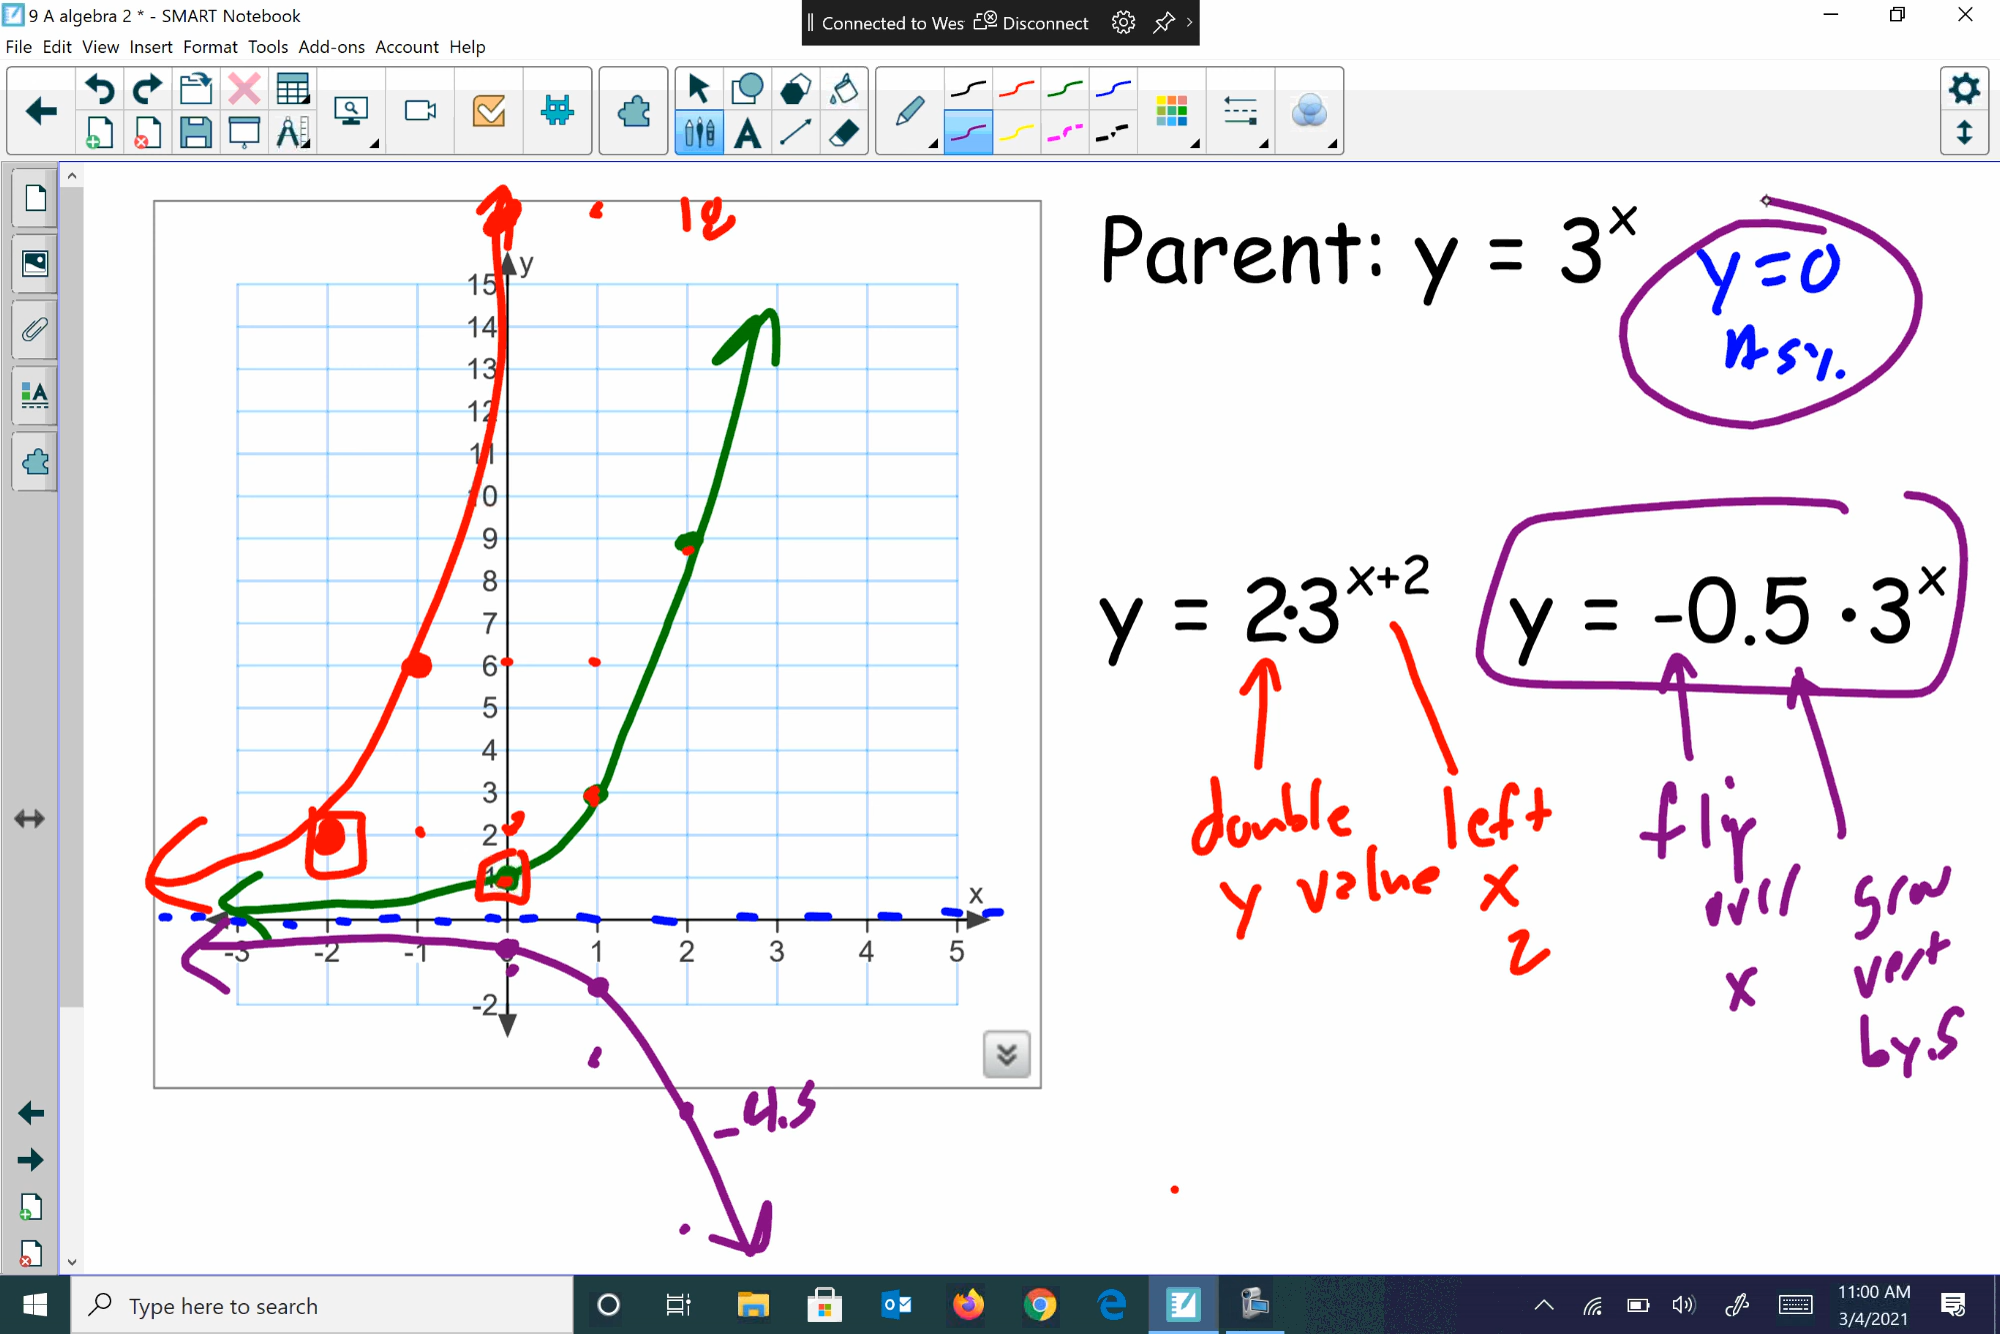 9 A algebra 2 * - SMART Notebook
Connected to Wes Disconnect
File Edit View Insert Format Tools Add-ons Account Help
18
y
15
14
13
12
11
10
9
8
7
6
5
4
3
2
1
x
-3 -2 -1 1 2 3 4 5
-2
-4.5
Parent: y = 3ˣ
y=0
Asy.
y = 2·3ˣ⁺²
y = -0.5 · 3ˣ
double
y value
left
x
2
flip
over
x
grow
vert
by .5
Type here to search
11:00 AM
3/4/2021